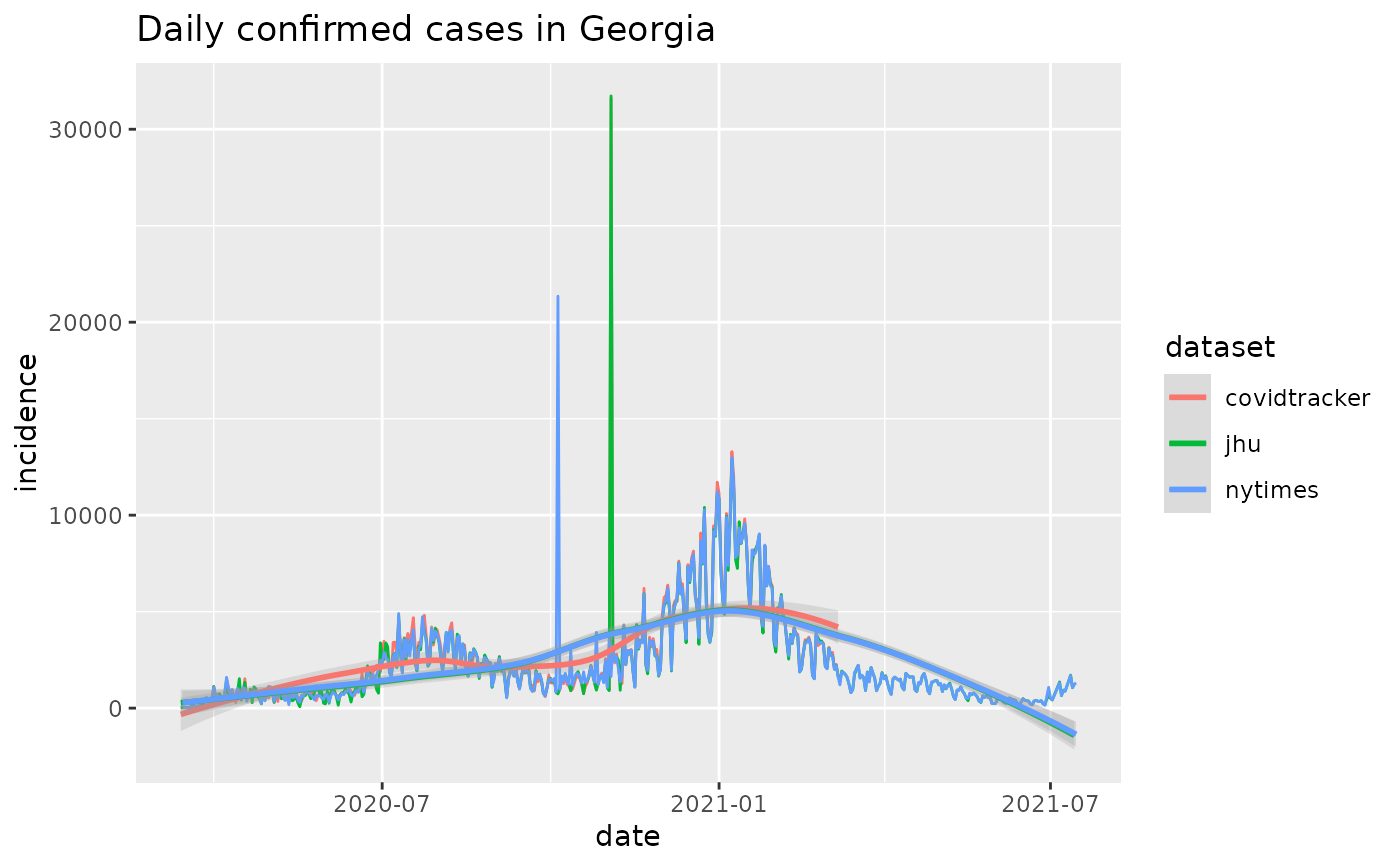 Daily confirmed cases in Georgia
30000
20000
10000
0
incidence
2020-07
2021-01
2021-07
date
dataset
covidtracker
jhu
nytimes